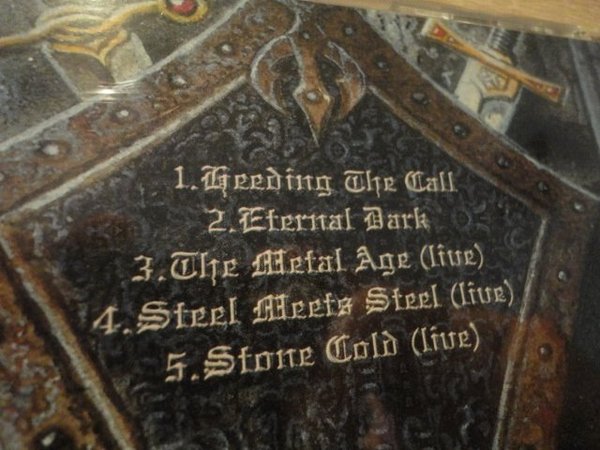 1.Heeding The Call
2.Eternal Dark
3.The Metal Age (live)
4.Steel Meets Steel (live)
5.Stone Cold (live)